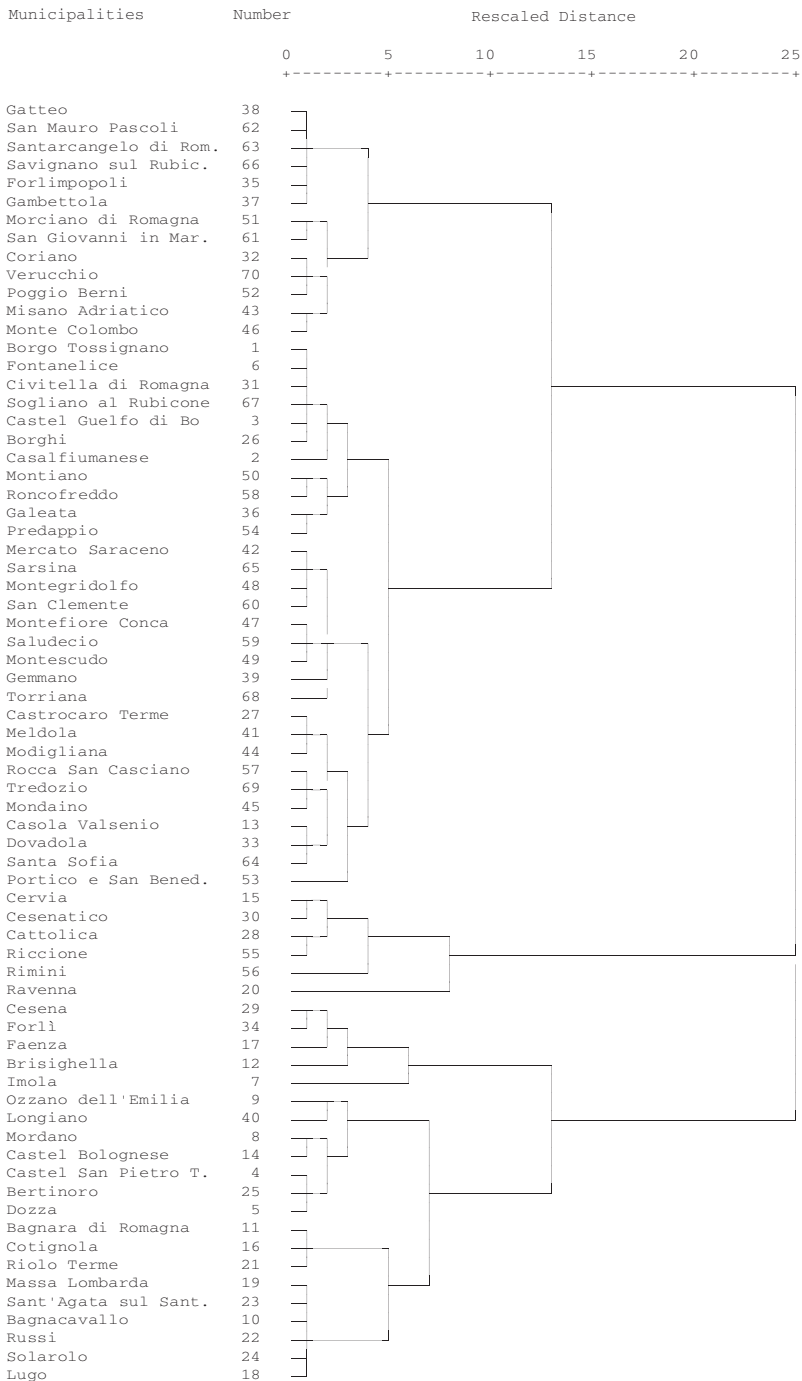 Municipalities Number Rescaled Distance
0 5 10 15 20 25
Gatteo 38
San Mauro Pascoli 62
Santarcangelo di Rom. 63
Savignano sul Rubic. 66
Forlimpopoli 35
Gambettola 37
Morciano di Romagna 51
San Giovanni in Mar. 61
Coriano 32
Verucchio 70
Poggio Berni 52
Misano Adriatico 43
Monte Colombo 46
Borgo Tossignano 1
Fontanelice 6
Civitella di Romagna 31
Sogliano al Rubicone 67
Castel Guelfo di Bo 3
Borghi 26
Casalfiumanese 2
Montiano 50
Roncofreddo 58
Galeata 36
Predappio 54
Mercato Saraceno 42
Sarsina 65
Montegridolfo 48
San Clemente 60
Montefiore Conca 47
Saludecio 59
Montescudo 49
Gemmano 39
Torriana 68
Castrocaro Terme 27
Meldola 41
Modigliana 44
Rocca San Casciano 57
Tredozio 69
Mondaino 45
Casola Valsenio 13
Dovadola 33
Santa Sofia 64
Portico e San Bened. 53
Cervia 15
Cesenatico 30
Cattolica 28
Riccione 55
Rimini 56
Ravenna 20
Cesena 29
Forlì 34
Faenza 17
Brisighella 12
Imola 7
Ozzano dell'Emilia 9
Longiano 40
Mordano 8
Castel Bolognese 14
Castel San Pietro T. 4
Bertinoro 25
Dozza 5
Bagnara di Romagna 11
Cotignola 16
Riolo Terme 21
Massa Lombarda 19
Sant'Agata sul Sant. 23
Bagnacavallo 10
Russi 22
Solarolo 24
Lugo 18